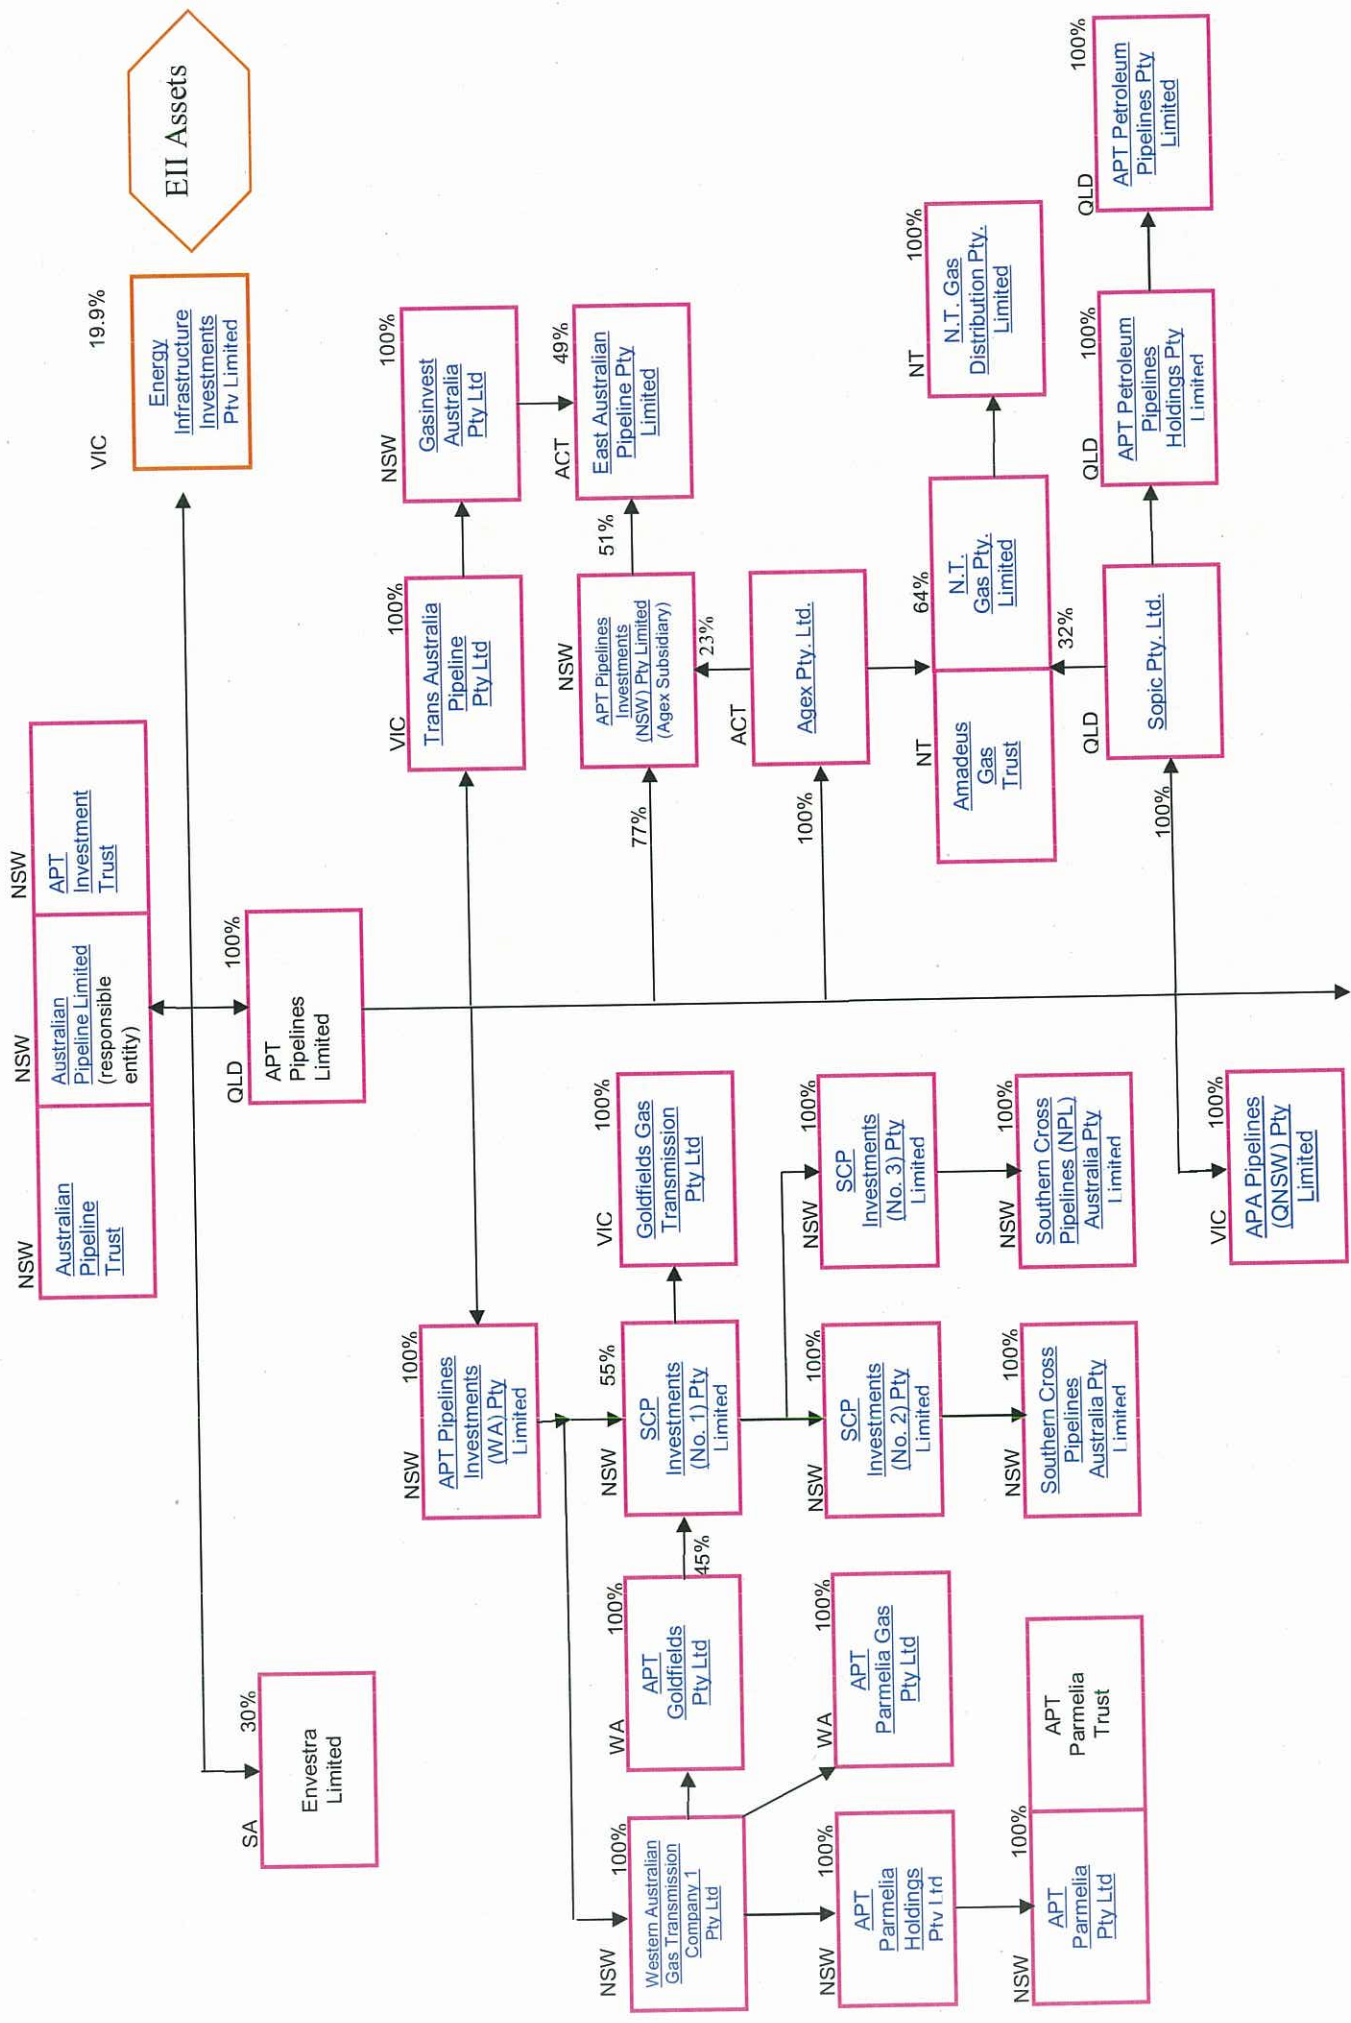 NSW
NSW
NSW
Australian
Pipeline
Trust
Australian
Pipeline Limited
(responsible
entity)
APT
Investment
Trust
VIC
19.9%
Energy
Infrastructure
Investments
Ptv Limited
EII Assets
SA
30%
Envestra
Limited
QLD
100%
APT
Pipelines
Limited
NSW
100%
APT Pipelines
Investments
(WA) Pty
Limited
VIC
100%
Trans Australia
Pipeline
Pty Ltd
NSW
100%
Gasinvest
Australia
Pty Ltd
NSW
100%
Western Australian
Gas Transmission
Company 1
Pty Ltd
WA
100%
APT
Goldfields
Pty Ltd
45%
NSW
55%
SCP
Investments
(No. 1) Pty
Limited
VIC
100%
Goldfields Gas
Transmission
Pty Ltd
77%
NSW
APT Pipelines
Investments
(NSW) Pty Limited
(Agex Subsidiary)
51%
ACT
49%
East Australian
Pipeline Pty
Limited
23%
NSW
100%
APT
Parmelia
Holdings
Ptv Ltd
WA
100%
APT
Parmelia Gas
Pty Ltd
NSW
100%
SCP
Investments
(No. 2) Pty
Limited
NSW
100%
SCP
Investments
(No. 3) Pty
Limited
100%
ACT
Agex Pty. Ltd.
NSW
100%
APT
Parmelia
Pty Ltd
APT
Parmelia
Trust
NSW
100%
Southern Cross
Pipelines
Australia Pty
Limited
NSW
100%
Southern Cross
Pipelines (NPL)
Australia Pty
Limited
NT
64%
Amadeus
Gas
Trust
N.T.
Gas Pty.
Limited
NT
100%
N.T. Gas
Distribution Pty.
Limited
32%
VIC
100%
APA Pipelines
(QNSW) Pty
Limited
100%
QLD
Sopic Pty. Ltd.
QLD
100%
APT Petroleum
Pipelines
Holdings Pty
Limited
QLD
100%
APT Petroleum
Pipelines Pty
Limited